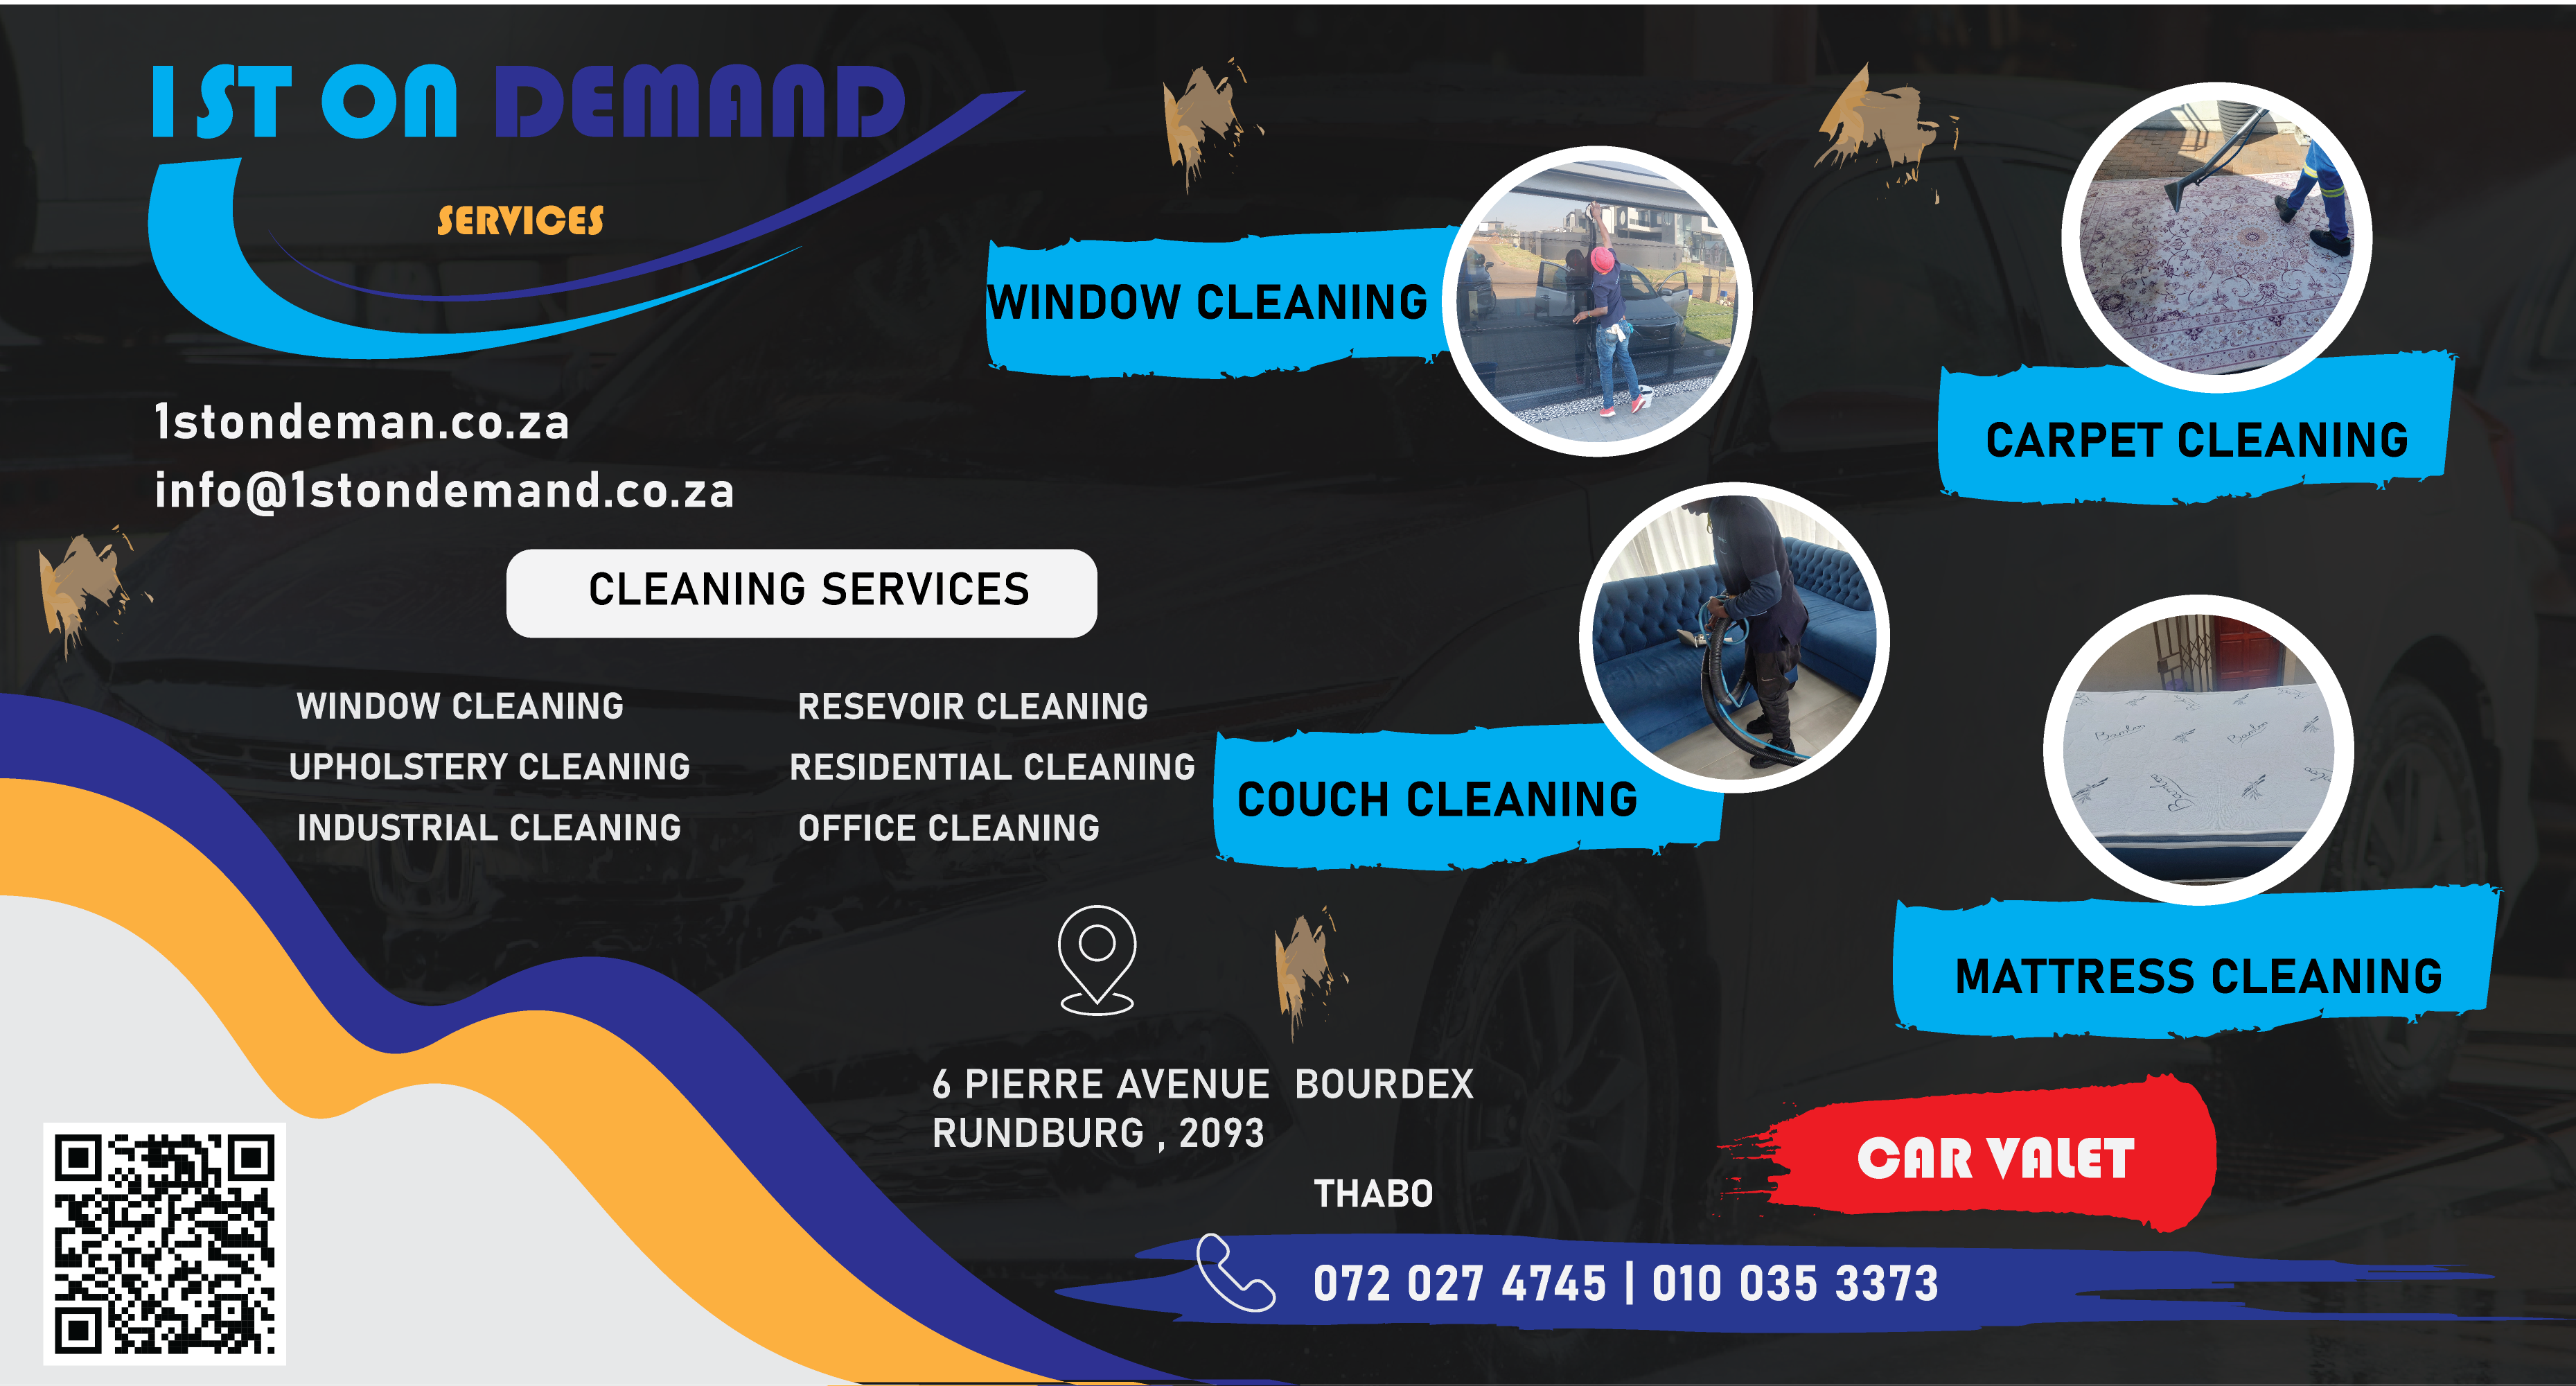 1ST ON DEMAND
SERVICES
1stondeman.co.za
info@1stondemand.co.za
CLEANING SERVICES
WINDOW CLEANING
UPHOLSTERY CLEANING
INDUSTRIAL CLEANING
RESEVOIR CLEANING
RESIDENTIAL CLEANING
OFFICE CLEANING
WINDOW CLEANING
CARPET CLEANING
COUCH CLEANING
MATTRESS CLEANING
6 PIERRE AVENUE BOURDEX
RUNDBURG , 2093
CAR VALET
THABO
072 027 4745 | 010 035 3373